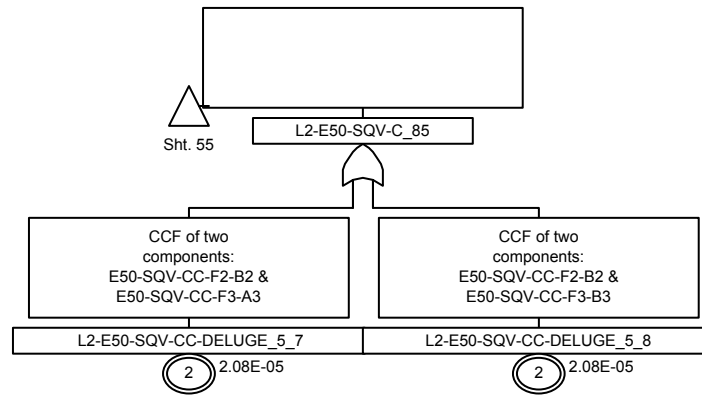 Sht. 55
L2-E50-SQV-C_85
CCF of two
components:
E50-SQV-CC-F2-B2 &
E50-SQV-CC-F3-A3
L2-E50-SQV-CC-DELUGE_5_7
2
2.08E-05
CCF of two
components:
E50-SQV-CC-F2-B2 &
E50-SQV-CC-F3-B3
L2-E50-SQV-CC-DELUGE_5_8
2
2.08E-05